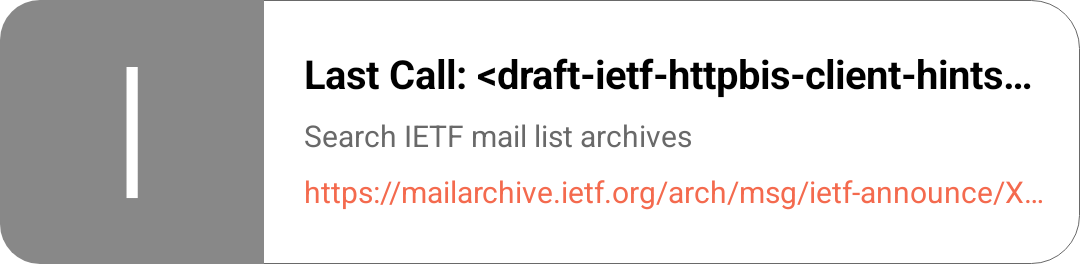 I
Last Call: <draft-ietf-httpbis-client-hints...
Search IETF mail list archives
https://mailarchive.ietf.org/arch/msg/ietf-announce/X...